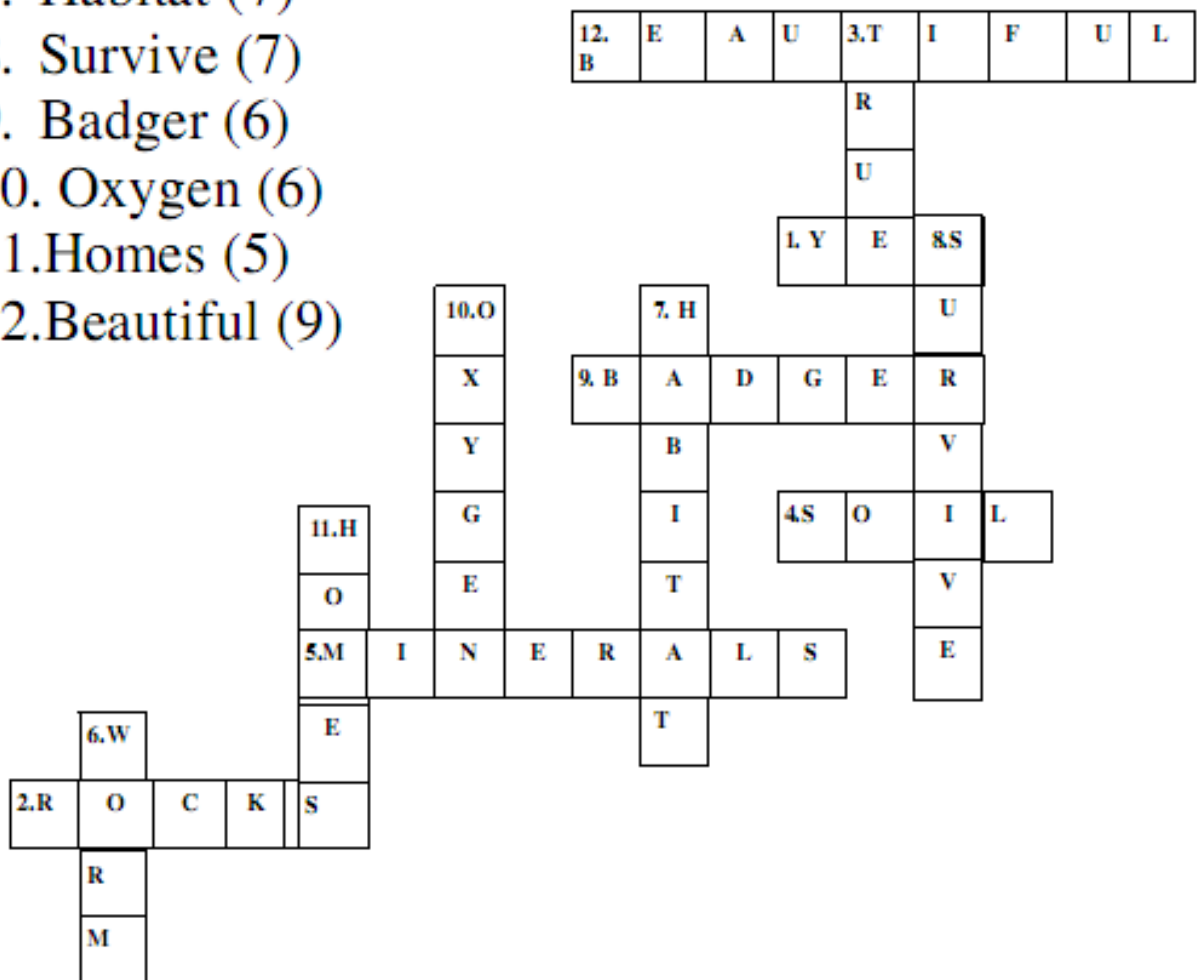 . Habitat (7)
. Survive (7)
. Badger (6)
0. Oxygen (6)
1.Homes (5)
2.Beautiful (9)
12. B E A U 3.T I F U L
R
U
1. Y E 8.S
10.O 7. H U
X 9. B A D G E R
Y B V
G I 4.S O I L
11.H
E T V
O
5.M I N E R A L S E
E T
6.W
2.R O C K S
R
M